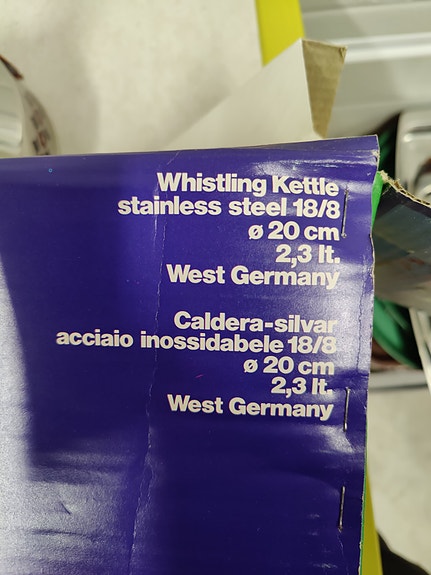 Whistling Kettle
stainless steel 18/8
ø 20 cm
2,3 lt.
West Germany
Caldera-silvar
acciaio inossidabele 18/8
ø 20 cm
2,3 lt.
West Germany